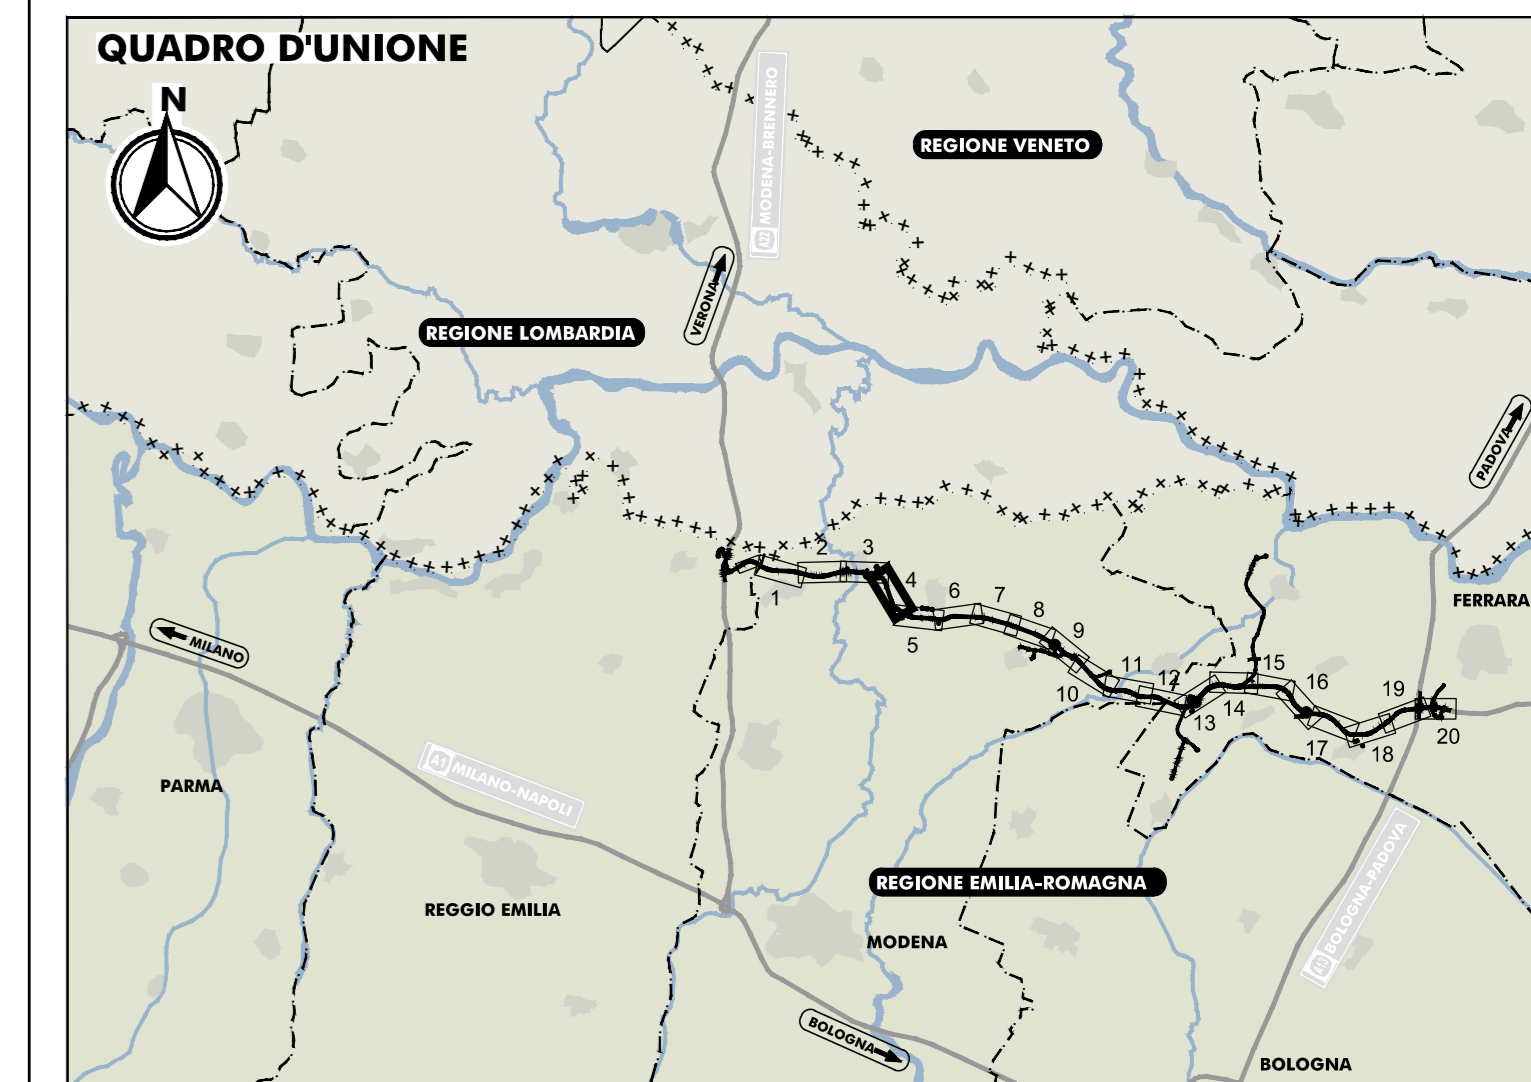 QUADRO D'UNIONE
N
A22 MODENA-BRENNERO
REGIONE VENETO
VERONA
REGIONE LOMBARDIA
PADOVA
1
2
3
4
5
6
7
8
9
10
11
12
13
14
15
16
17
18
19
20
FERRARA
MILANO
PARMA
A1 MILANO-NAPOLI
REGIONE EMILIA-ROMAGNA
A13 BOLOGNA-PADOVA
REGGIO EMILIA
MODENA
BOLOGNA
BOLOGNA